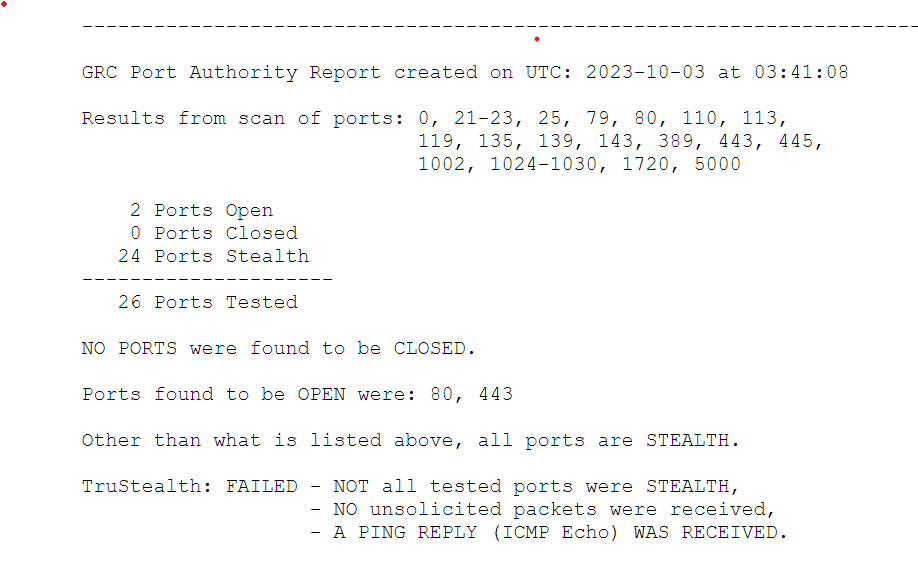 ----------------------------------------------------------------------
GRC Port Authority Report created on UTC: 2023-10-03 at 03:41:08
Results from scan of ports: 0, 21-23, 25, 79, 80, 110, 113,
119, 135, 139, 143, 389, 443, 445,
1002, 1024-1030, 1720, 5000
2 Ports Open
0 Ports Closed
24 Ports Stealth
---------------------
26 Ports Tested
NO PORTS were found to be CLOSED.
Ports found to be OPEN were: 80, 443
Other than what is listed above, all ports are STEALTH.
TruStealth: FAILED - NOT all tested ports were STEALTH,
- NO unsolicited packets were received,
- A PING REPLY (ICMP Echo) WAS RECEIVED.